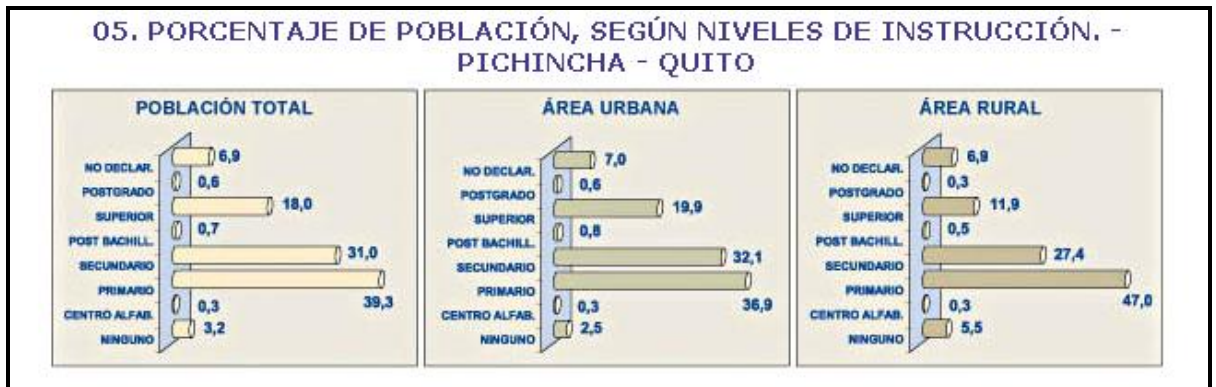 05. PORCENTAJE DE POBLACIÓN, SEGÚN NIVELES DE INSTRUCCIÓN. -
PICHINCHA - QUITO
POBLACIÓN TOTAL
NO DECLAR. 6,9
POSTGRADO 0,6
SUPERIOR 18,0
POST BACHILL. 0,7
SECUNDARIO 31,0
PRIMARIO 39,3
CENTRO ALFAB. 0,3
NINGUNO 3,2
ÁREA URBANA
NO DECLAR. 7,0
POSTGRADO 0,6
SUPERIOR 19,9
POST BACHILL. 0,8
SECUNDARIO 32,1
PRIMARIO 36,9
CENTRO ALFAB. 0,3
NINGUNO 2,5
ÁREA RURAL
NO DECLAR. 6,9
POSTGRADO 0,3
SUPERIOR 11,9
POST BACHILL. 0,5
SECUNDARIO 27,4
PRIMARIO 47,0
CENTRO ALFAB. 0,3
NINGUNO 5,5